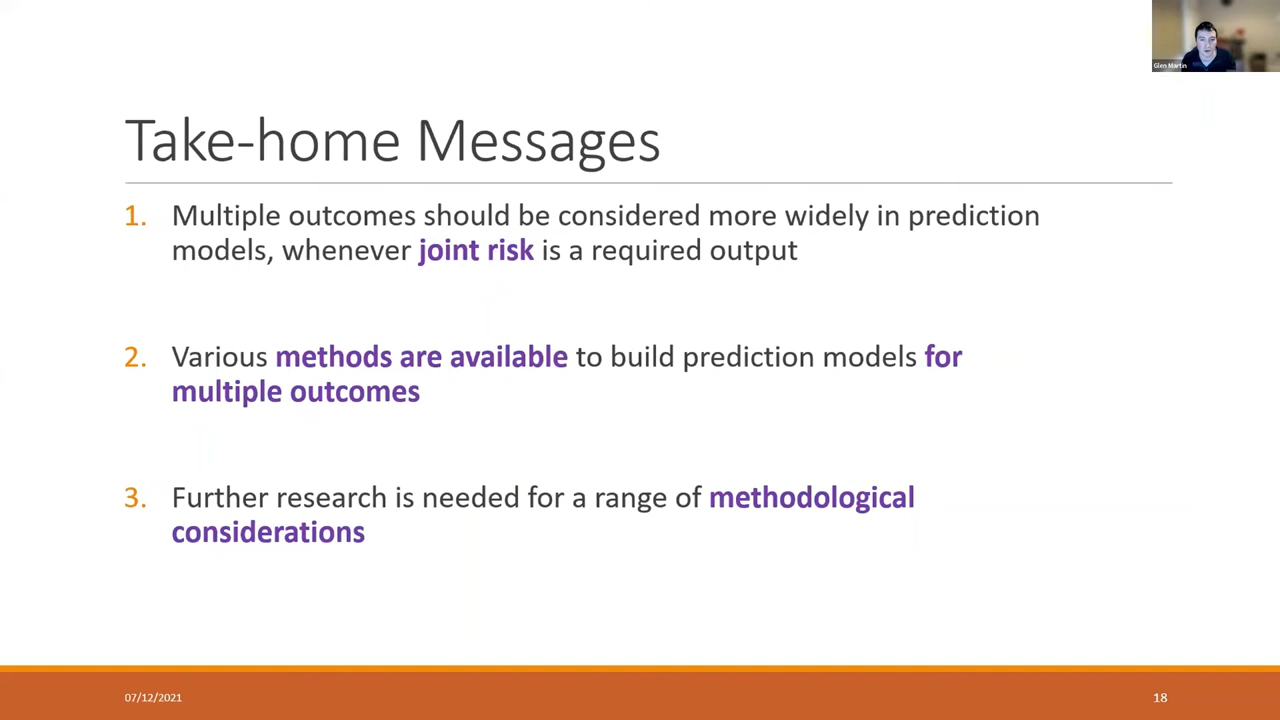 Glen Martin
Take-home Messages
1. Multiple outcomes should be considered more widely in prediction
models, whenever joint risk is a required output
2. Various methods are available to build prediction models for
multiple outcomes
3. Further research is needed for a range of methodological
considerations
07/12/2021
18